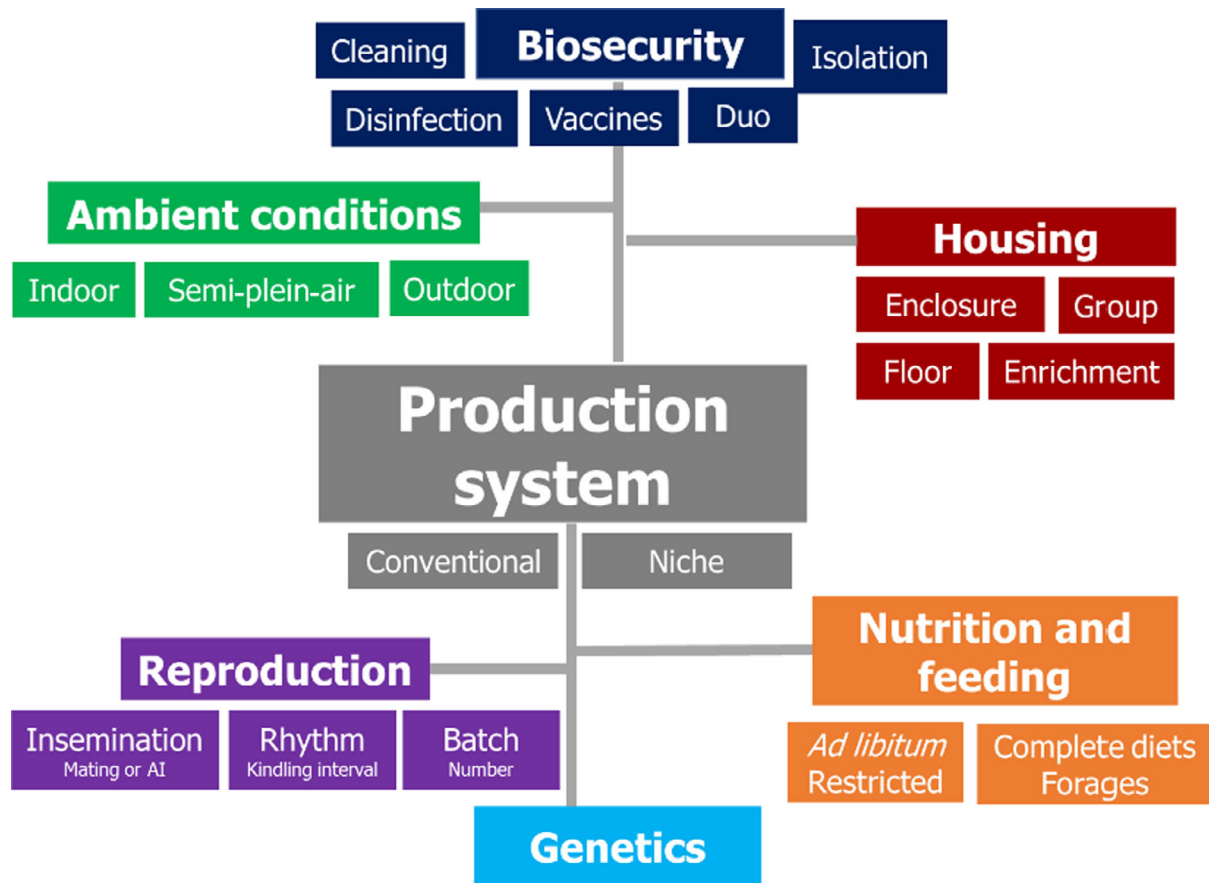 Biosecurity
Cleaning
Isolation
Disinfection
Vaccines
Duo
Ambient conditions
Indoor
Semi-plein-air
Outdoor
Housing
Enclosure
Group
Floor
Enrichment
Production
system
Conventional
Niche
Reproduction
Insemination
Mating or AI
Rhythm
Kindling interval
Batch
Number
Nutrition and
feeding
Ad libitum
Restricted
Complete diets
Forages
Genetics